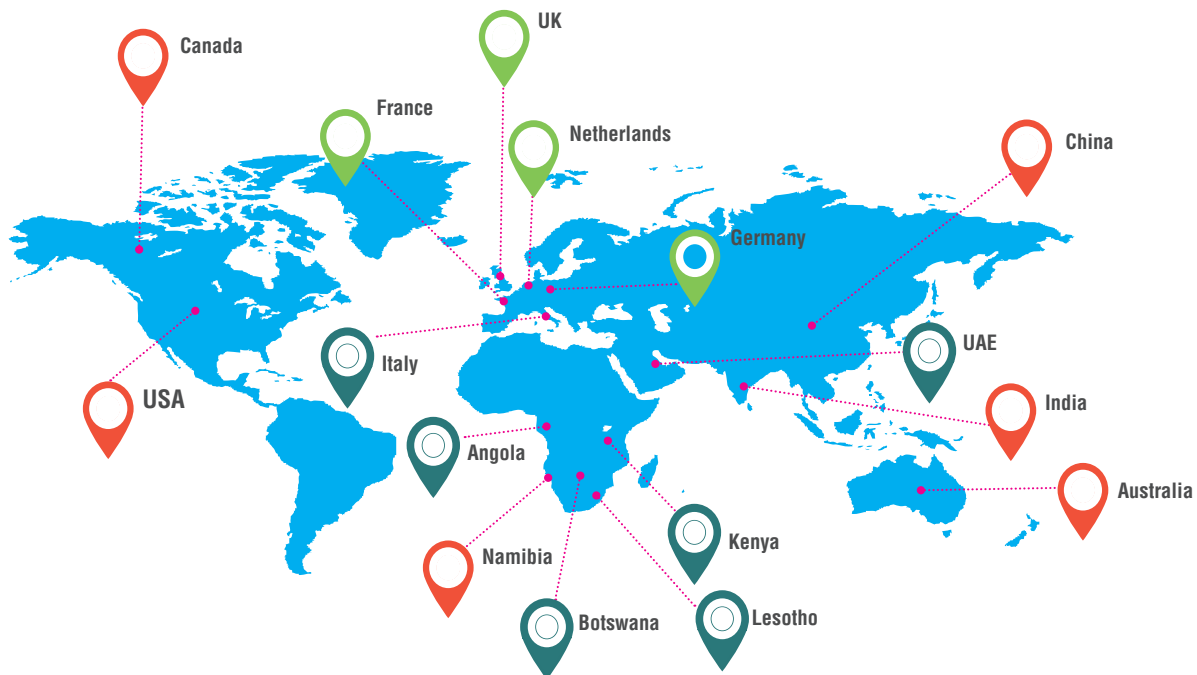 UK
Canada
France
Netherlands
China
Germany
UAE
Italy
USA
India
Angola
Australia
Kenya
Namibia
Lesotho
Botswana